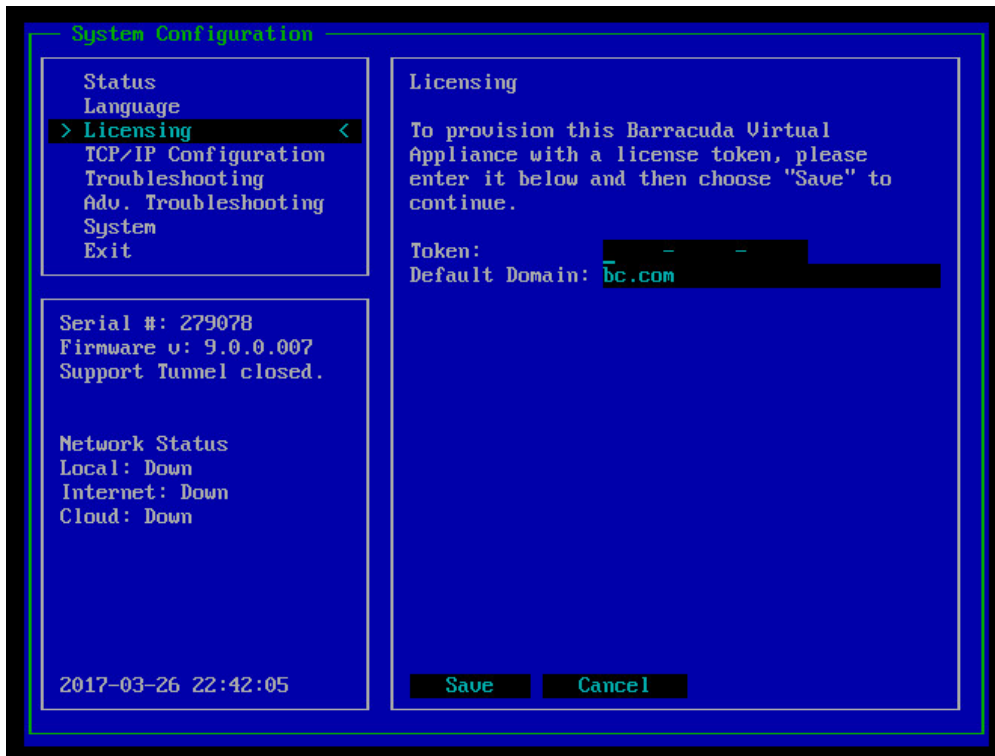 System Configuration
Status
Language
> Licensing <
TCP/IP Configuration
Troubleshooting
Adv. Troubleshooting
System
Exit
Serial #: 279078
Firmware v: 9.0.0.007
Support Tunnel closed.
Network Status
Local: Down
Internet: Down
Cloud: Down
2017-03-26 22:42:05
Licensing
To provision this Barracuda Virtual
Appliance with a license token, please
enter it below and then choose "Save" to
continue.
Token: _ - -
Default Domain: bc.com
Save Cancel